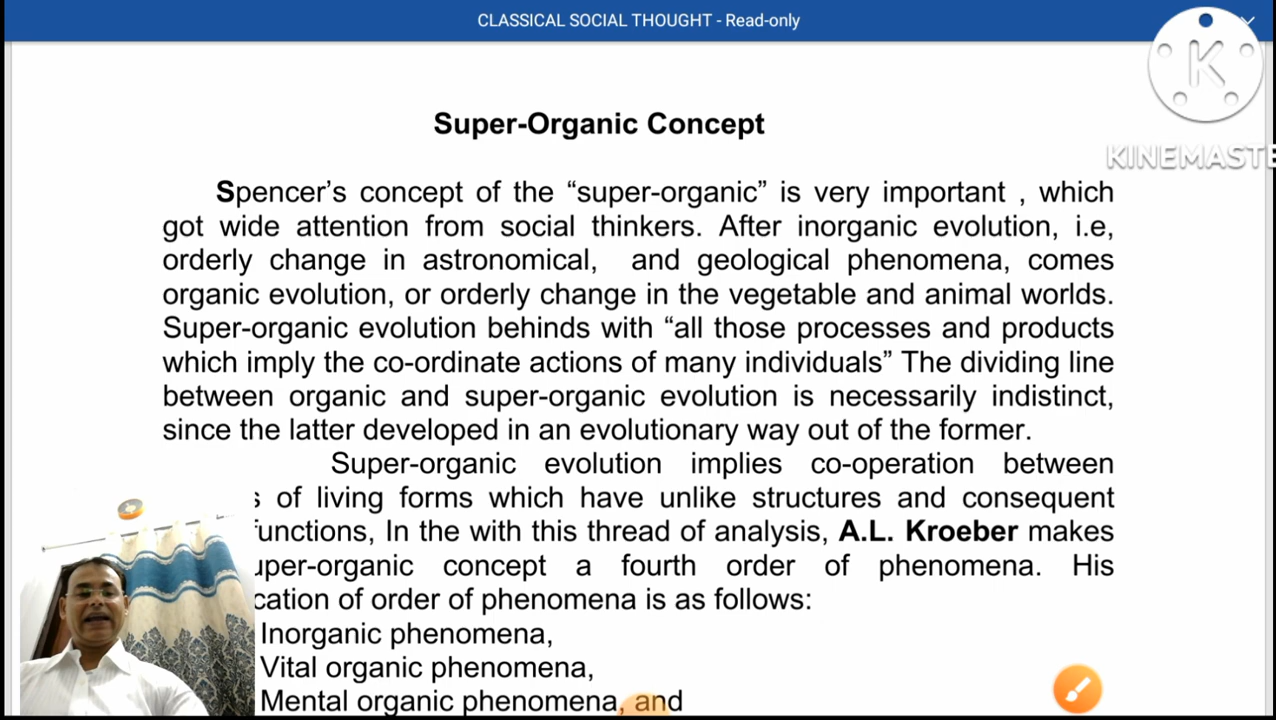 CLASSICAL SOCIAL THOUGHT - Read-only
K
KINEMASTE
Super-Organic Concept
Spencer's concept of the “super-organic” is very important , which
got wide attention from social thinkers. After inorganic evolution, i.e,
orderly change in astronomical, and geological phenomena, comes
organic evolution, or orderly change in the vegetable and animal worlds.
Super-organic evolution behinds with “all those processes and products
which imply the co-ordinate actions of many individuals” The dividing line
between organic and super-organic evolution is necessarily indistinct,
since the latter developed in an evolutionary way out of the former.
Super-organic evolution implies co-operation between
of living forms which have unlike structures and consequent
functions, In the with this thread of analysis, A.L. Kroeber makes
uper-organic concept a fourth order of phenomena. His
cation of order of phenomena is as follows:
Inorganic phenomena,
Vital organic phenomena,
Mental organic phenomena, and